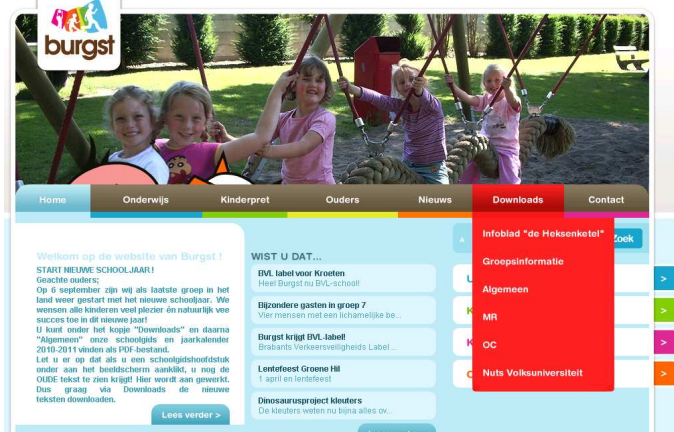 burgst
Home
Onderwijs
Kinderpret
Ouders
Nieuws
Downloads
Contact
Infoblad "de Heksenketel"
Groepsinformatie
Algemeen
MR
OC
Nuts Volksuniversiteit
Zoek
Welkom op de website van Burgst !
START NIEUWE SCHOOLJAAR !
Geachte ouders;
Op 6 september zijn wij als laatste groep in het
land weer gestart met het nieuwe schooljaar. We
wensen alle kinderen veel plezier én natuurlijk vee
succes toe in dit nieuwe jaar!
U kunt onder het kopje "Downloads" en daarna
"Algemeen" onze schoolgids en jaarkalender
2010-2011 vinden als PDF-bestand.
Let u er op dat als u een schoolgidshoofdstuk
onder aan het beeldscherm aanklikt, u nog de
OUDE tekst te zien krijgt! Hier wordt aan gewerkt.
Dus graag via Downloads de nieuwe
teksten downloaden.
Lees verder >
WIST U DAT...
BVL label voor Kroeten
Heel Burgst nu BVL-school!
Bijzondere gasten in groep 7
Vier mensen met een lichamelijke be...
Burgst krijgt BVL-label!
Brabants Verkeersveiligheids Label ...
Lentefeest Groene Hil
1 april en lentefeest
Dinosaurusproject kleuters
De kleuters weten nu bijna alles ov...
>
>
>
>